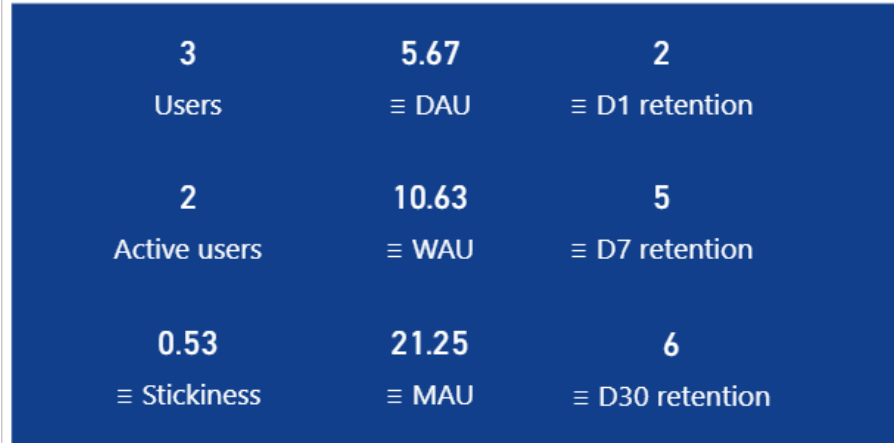 3 5.67 2
Users ≡ DAU ≡ D1 retention
2 10.63 5
Active users ≡ WAU ≡ D7 retention
0.53 21.25 6
≡ Stickiness ≡ MAU ≡ D30 retention